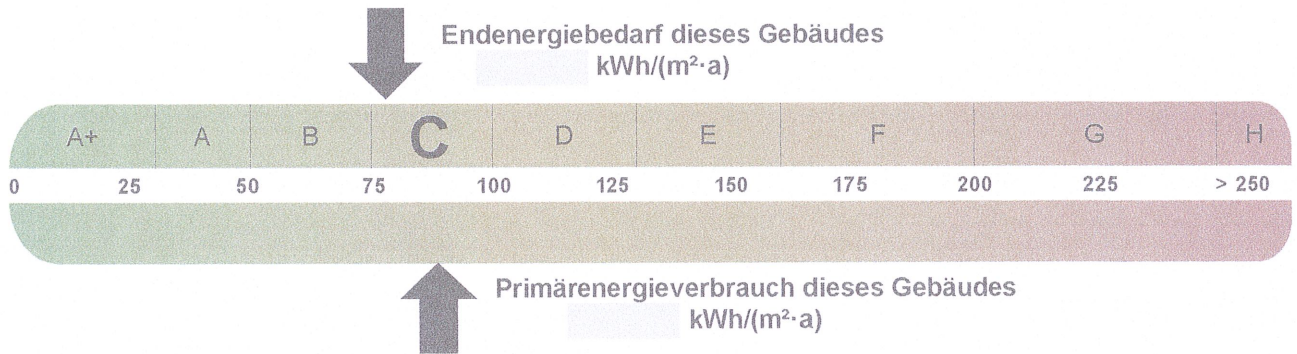 Endenergiebedarf dieses Gebäudes
kWh/(m²·a)
A+ A B C D E F G H
0 25 50 75 100 125 150 175 200 225 > 250
Primärenergieverbrauch dieses Gebäudes
kWh/(m²·a)